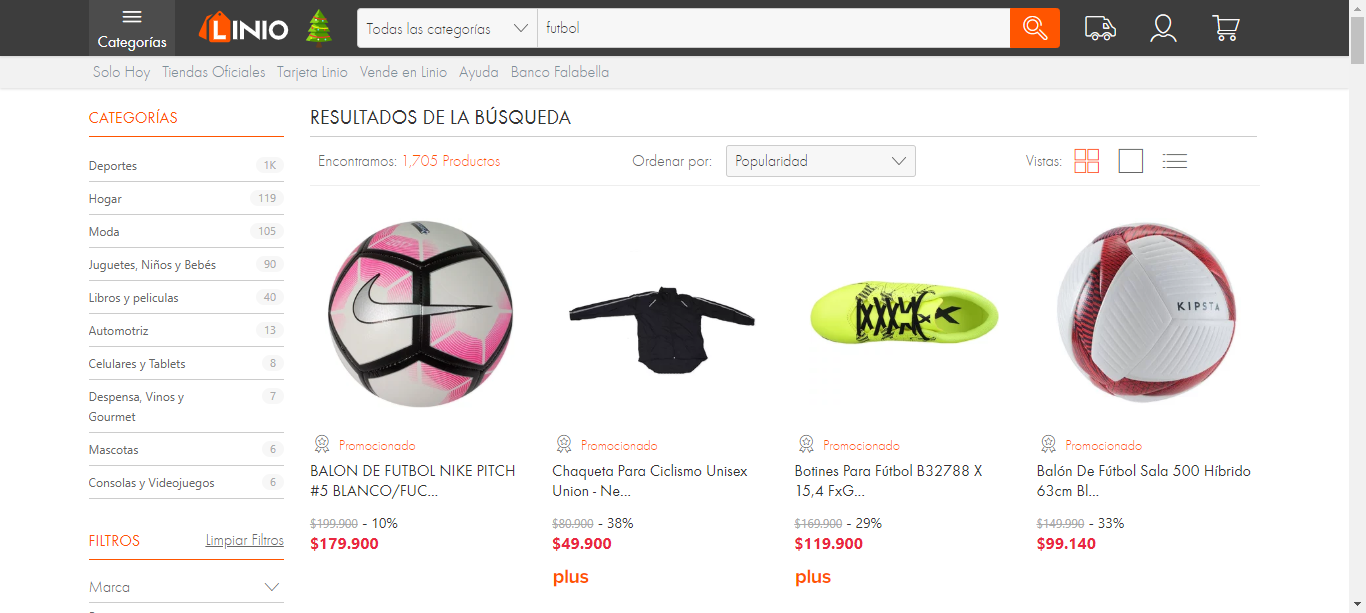 Categorías
LINIO
Todas las categorías
futbol
Solo Hoy Tiendas Oficiales Tarjeta Linio Vende en Linio Ayuda Banco Falabella
CATEGORÍAS
Deportes 1K
Hogar 119
Moda 105
Juguetes, Niños y Bebés 90
Libros y peliculas 40
Automotriz 13
Celulares y Tablets 8
Despensa, Vinos y 7
Gourmet
Mascotas 6
Consolas y Videojuegos 6
FILTROS Limpiar Filtros
Marca
RESULTADOS DE LA BÚSQUEDA
Encontramos: 1,705 Productos
Ordenar por: Popularidad
Vistas:
KIPSTA
Promocionado
BALON DE FUTBOL NIKE PITCH
#5 BLANCO/FUC...
$199.900 - 10%
$179.900
Promocionado
Chaqueta Para Ciclismo Unisex
Union - Ne...
$80.900 - 38%
$49.900
plus
Promocionado
Botines Para Fútbol B32788 X
15,4 FxG...
$169.900 - 29%
$119.900
plus
Promocionado
Balón De Fútbol Sala 500 Híbrido
63cm Bl...
$149.990 - 33%
$99.140